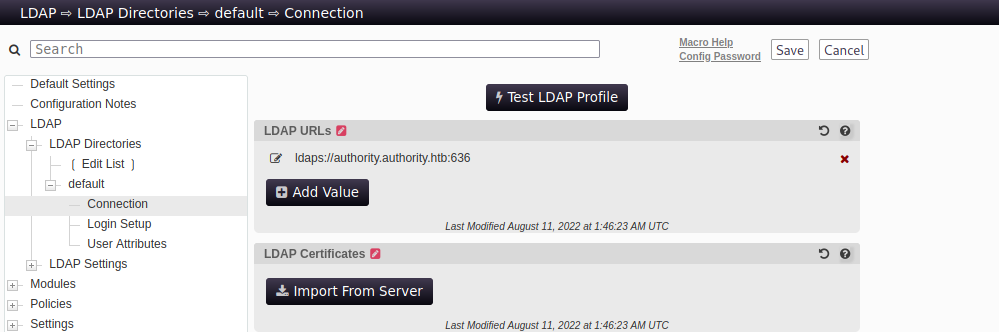 LDAP ⇨ LDAP Directories ⇨ default ⇨ Connection
Search
Macro Help
Config Password
Save
Cancel
Default Settings
Configuration Notes
LDAP
LDAP Directories
[ Edit List ]
default
Connection
Login Setup
User Attributes
LDAP Settings
Modules
Policies
Settings
Test LDAP Profile
LDAP URLs
ldaps://authority.authority.htb:636
Add Value
Last Modified August 11, 2022 at 1:46:23 AM UTC
LDAP Certificates
Import From Server
Last Modified August 11, 2022 at 1:46:23 AM UTC